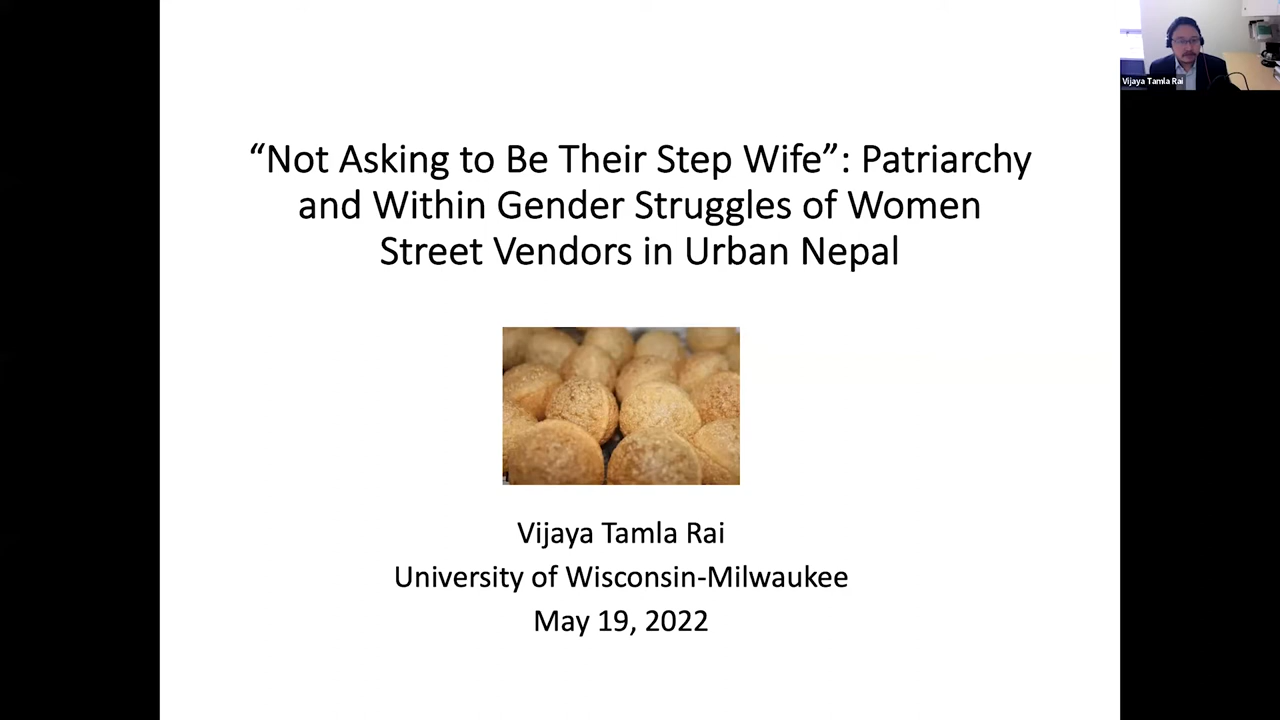 Vijaya Tamla Rai
“Not Asking to Be Their Step Wife”: Patriarchy
and Within Gender Struggles of Women
Street Vendors in Urban Nepal
Vijaya Tamla Rai
University of Wisconsin-Milwaukee
May 19, 2022